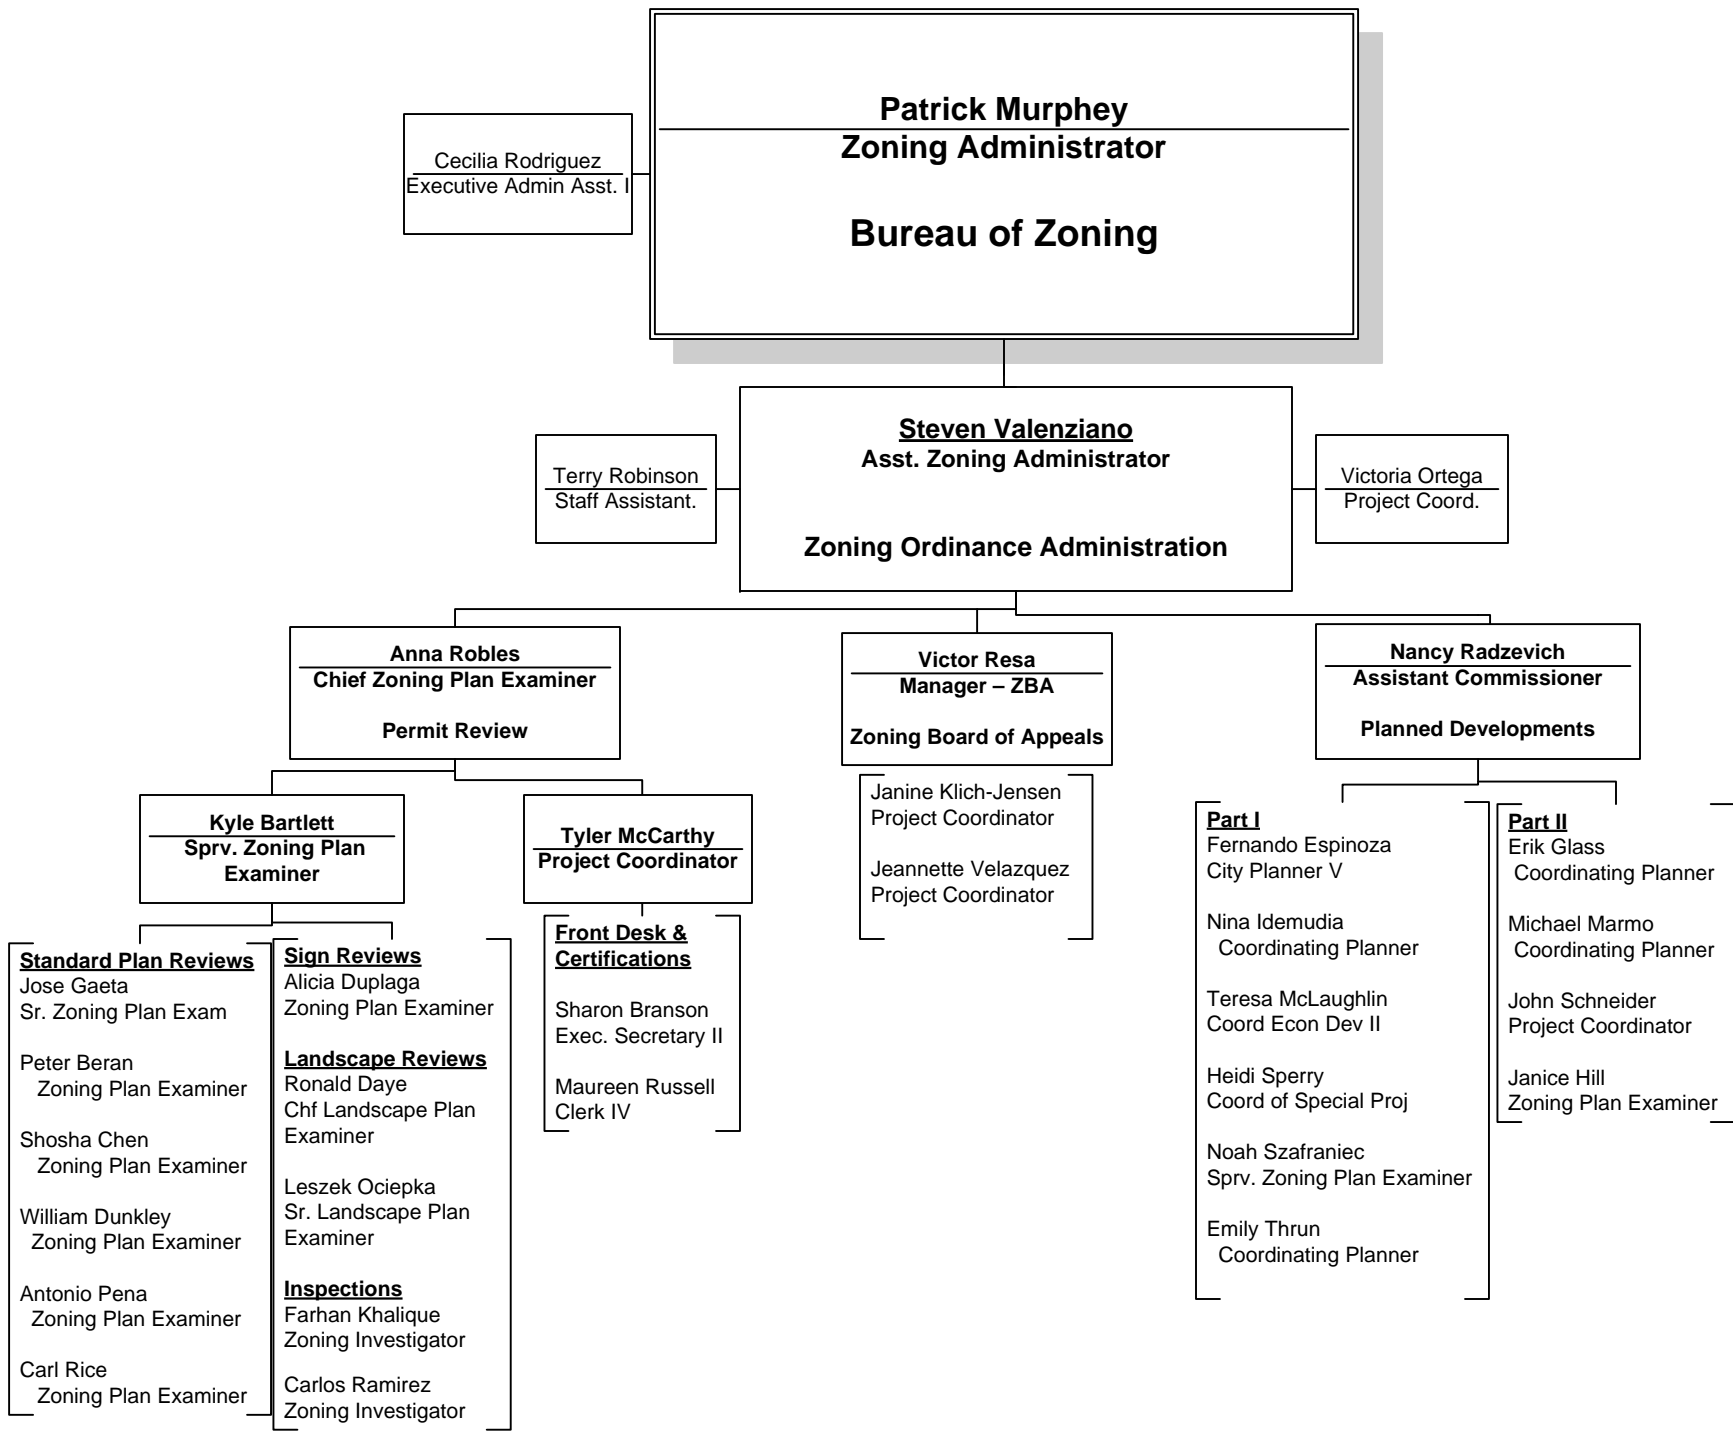 Patrick Murphey
Zoning Administrator
Bureau of Zoning
Cecilia Rodriguez
Executive Admin Asst. I
Steven Valenziano
Asst. Zoning Administrator
Zoning Ordinance Administration
Terry Robinson
Staff Assistant.
Victoria Ortega
Project Coord.
Anna Robles
Chief Zoning Plan Examiner
Permit Review
Victor Resa
Manager – ZBA
Zoning Board of Appeals
Nancy Radzevich
Assistant Commissioner
Planned Developments
Kyle Bartlett
Sprv. Zoning Plan
Examiner
Tyler McCarthy
Project Coordinator
Janine Klich-Jensen
Project Coordinator
Jeannette Velazquez
Project Coordinator
Standard Plan Reviews
Jose Gaeta
Sr. Zoning Plan Exam
Peter Beran
Zoning Plan Examiner
Shosha Chen
Zoning Plan Examiner
William Dunkley
Zoning Plan Examiner
Antonio Pena
Zoning Plan Examiner
Carl Rice
Zoning Plan Examiner
Sign Reviews
Alicia Duplaga
Zoning Plan Examiner
Landscape Reviews
Ronald Daye
Chf Landscape Plan
Examiner
Leszek Ociepka
Sr. Landscape Plan
Examiner
Inspections
Farhan Khalique
Zoning Investigator
Carlos Ramirez
Zoning Investigator
Front Desk &
Certifications
Sharon Branson
Exec. Secretary II
Maureen Russell
Clerk IV
Part I
Fernando Espinoza
City Planner V
Nina Idemudia
Coordinating Planner
Teresa McLaughlin
Coord Econ Dev II
Heidi Sperry
Coord of Special Proj
Noah Szafraniec
Sprv. Zoning Plan Examiner
Emily Thrun
Coordinating Planner
Part II
Erik Glass
Coordinating Planner
Michael Marmo
Coordinating Planner
John Schneider
Project Coordinator
Janice Hill
Zoning Plan Examiner